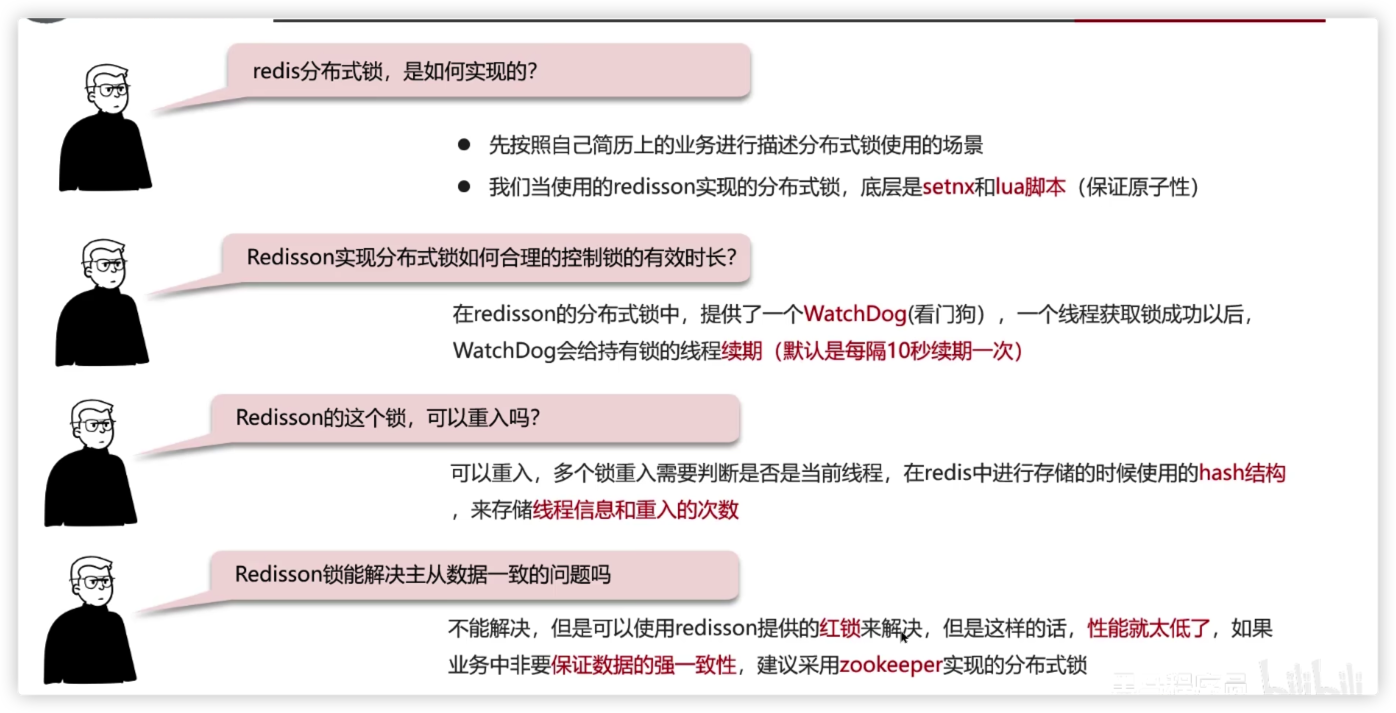 redis分布式锁，是如何实现的？
● 先按照自己简历上的业务进行描述分布式锁使用的场景
● 我们当使用的redisson实现的分布式锁，底层是setnx和lua脚本（保证原子性）
Redisson实现分布式锁如何合理的控制锁的有效时长？
在redisson的分布式锁中，提供了一个WatchDog(看门狗），一个线程获取锁成功以后，
WatchDog会给持有锁的线程续期（默认是每隔10秒续期一次）
Redisson的这个锁，可以重入吗？
可以重入，多个锁重入需要判断是否是当前线程，在redis中进行存储的时候使用的hash结构
，来存储线程信息和重入的次数
Redisson锁能解决主从数据一致的问题吗
不能解决，但是可以使用redisson提供的红锁来解决，但是这样的话，性能就太低了，如果
业务中非要保证数据的强一致性，建议采用zookeeper实现的分布式锁
bilibili